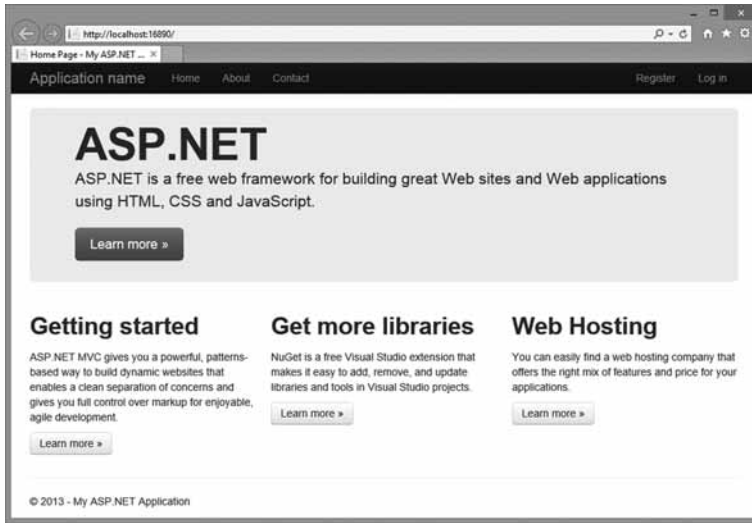 http://localhost:16890/
Home Page - My ASP.NET ...
Application name Home About Contact Register Log in
ASP.NET
ASP.NET is a free web framework for building great Web sites and Web applications
using HTML, CSS and JavaScript.
Learn more »
Getting started
ASP.NET MVC gives you a powerful, patterns-
based way to build dynamic websites that
enables a clean separation of concerns and
gives you full control over markup for enjoyable,
agile development.
Learn more »
Get more libraries
NuGet is a free Visual Studio extension that
makes it easy to add, remove, and update
libraries and tools in Visual Studio projects.
Learn more »
Web Hosting
You can easily find a web hosting company that
offers the right mix of features and price for your
applications.
Learn more »
© 2013 - My ASP.NET Application